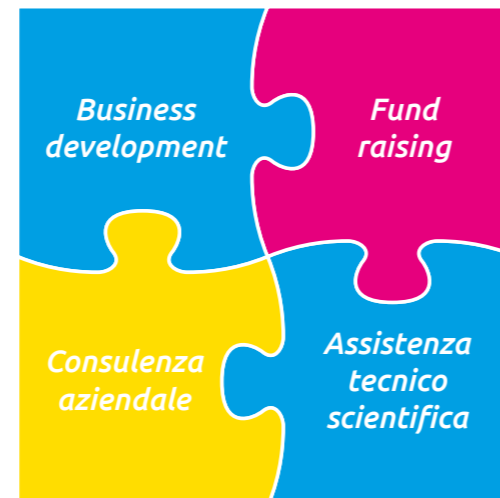 Business
development
Fund
raising
Consulenza
aziendale
Assistenza
tecnico
scientifica